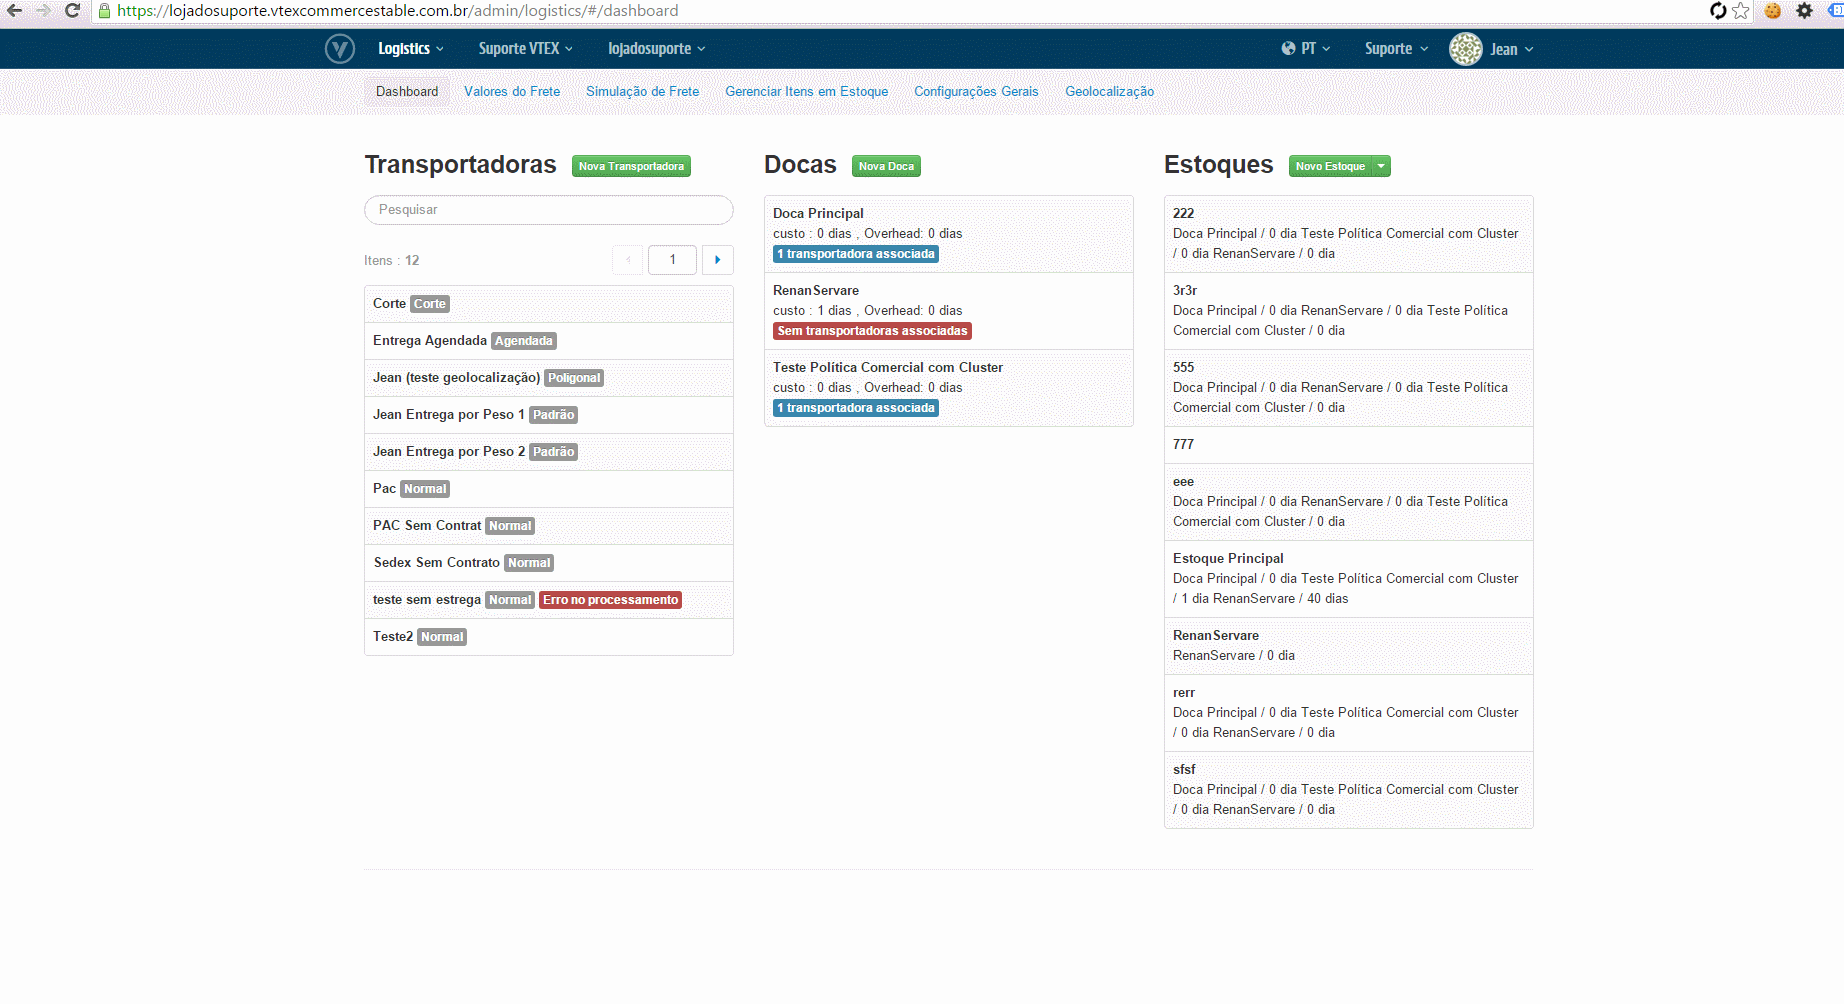 https://lojadosuporte.vtexcommercestable.com.br/admin/logistics/#/dashboard
Logistics Suporte VTEX lojadosuporte PT Suporte Jean
Dashboard Valores do Frete Simulação de Frete Gerenciar Itens em Estoque Configurações Gerais Geolocalização
Transportadoras Nova Transportadora
Pesquisar
Itens : 12
1
Corte Corte
Entrega Agendada Agendada
Jean (teste geolocalização) Poligonal
Jean Entrega por Peso 1 Padrão
Jean Entrega por Peso 2 Padrão
Pac Normal
PAC Sem Contrat Normal
Sedex Sem Contrato Normal
teste sem estrega Normal Erro no processamento
Teste2 Normal
Docas Nova Doca
Doca Principal
custo : 0 dias , Overhead: 0 dias
1 transportadora associada
RenanServare
custo : 1 dias , Overhead: 0 dias
Sem transportadoras associadas
Teste Política Comercial com Cluster
custo : 0 dias , Overhead: 0 dias
1 transportadora associada
Estoques Novo Estoque
222
Doca Principal / 0 dia Teste Política Comercial com Cluster
/ 0 dia RenanServare / 0 dia
3r3r
Doca Principal / 0 dia RenanServare / 0 dia Teste Política
Comercial com Cluster / 0 dia
555
Doca Principal / 0 dia RenanServare / 0 dia Teste Política
Comercial com Cluster / 0 dia
777
eee
Doca Principal / 0 dia RenanServare / 0 dia Teste Política
Comercial com Cluster / 0 dia
Estoque Principal
Doca Principal / 0 dia Teste Política Comercial com Cluster
/ 1 dia RenanServare / 40 dias
RenanServare
RenanServare / 0 dia
rerr
Doca Principal / 0 dia Teste Política Comercial com Cluster
/ 0 dia RenanServare / 0 dia
sfsf
Doca Principal / 0 dia Teste Política Comercial com Cluster
/ 0 dia RenanServare / 0 dia